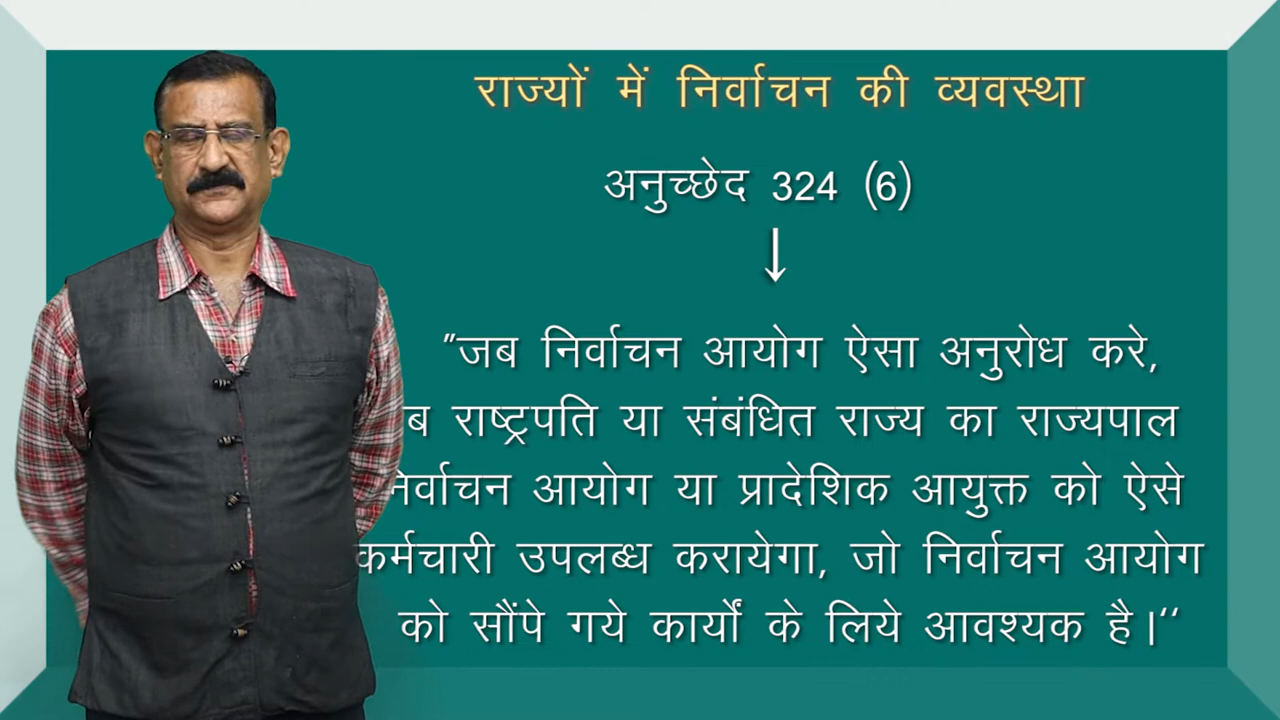 राज्यों में निर्वाचन की व्यवस्था
अनुच्छेद 324 (6)
"जब निर्वाचन आयोग ऐसा अनुरोध करे,
राष्ट्रपति या संबंधित राज्य का राज्यपाल
निर्वाचन आयोग या प्रादेशिक आयुक्त को ऐसे
कर्मचारी उपलब्ध करायेगा, जो निर्वाचन आयोग
को सौंपे गये कार्यों के लिये आवश्यक है।‘‘